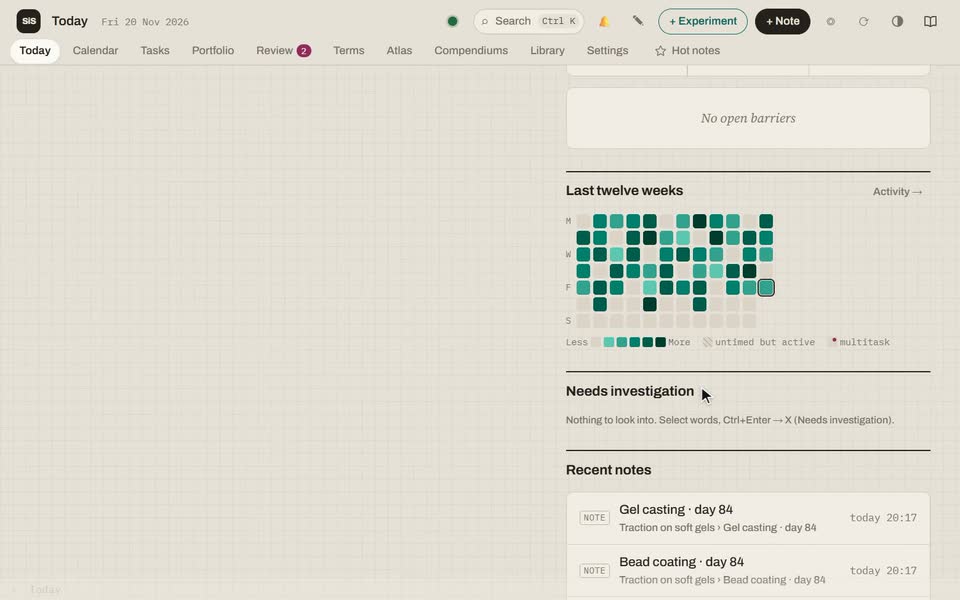 SiS Today Fri 20 Nov 2026 Search Ctrl K + Experiment + Note
Today Calendar Tasks Portfolio Review 2 Terms Atlas Compendiums Library Settings Hot notes
No open barriers
Last twelve weeks Activity →
M
W
F
S
Less More untimed but active multitask
Needs investigation
Nothing to look into. Select words, Ctrl+Enter → X (Needs investigation).
Recent notes
NOTE Gel casting · day 84 today 20:17
Traction on soft gels › Gel casting · day 84
NOTE Bead coating · day 84 today 20:17
Traction on soft gels › Bead coating · day 84
› Today